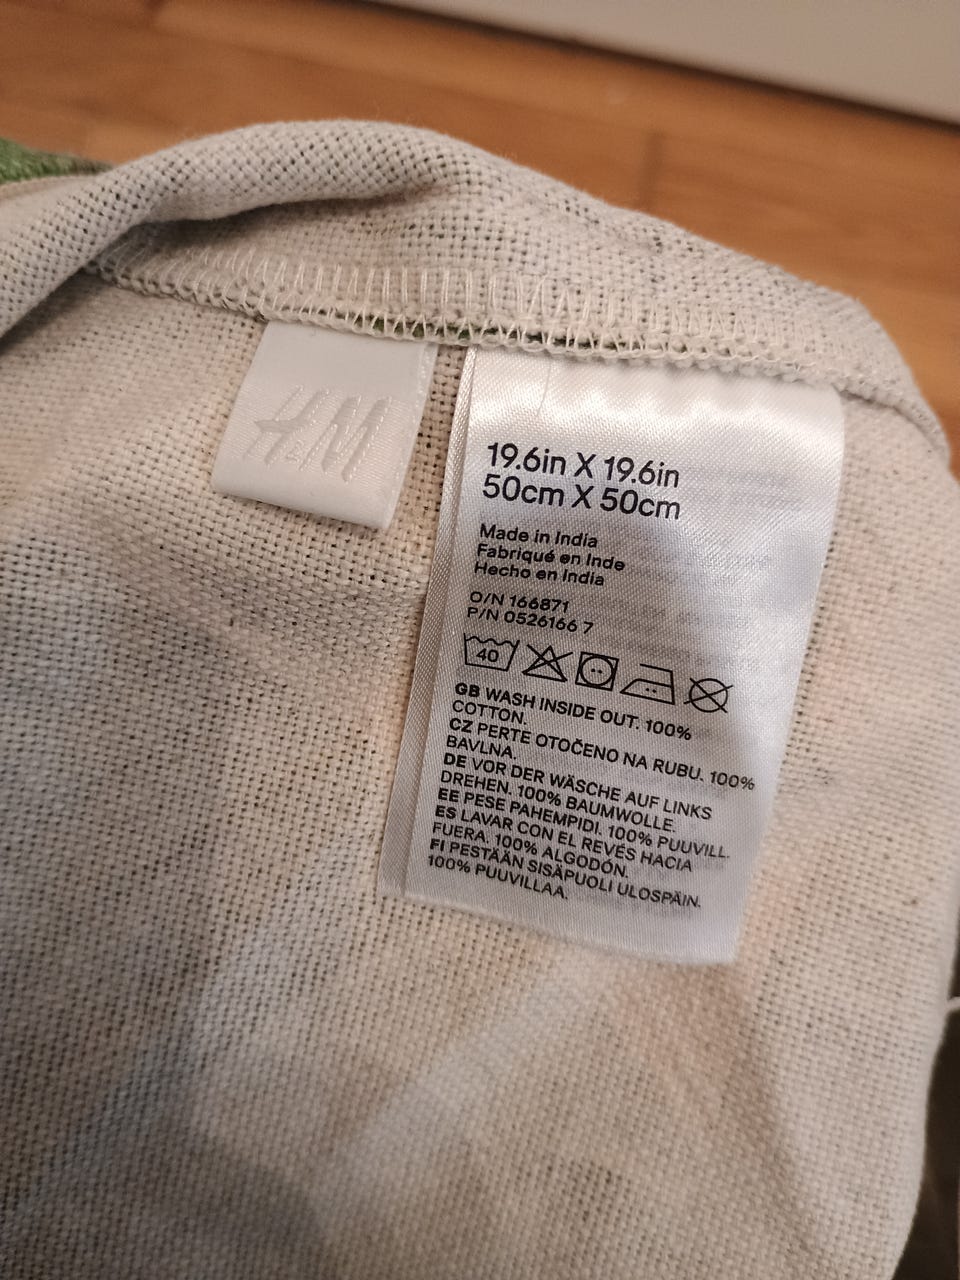 H&M
19.6in X 19.6in
50cm X 50cm
Made in India
Fabriqué en Inde
Hecho en India
O/N 166871
P/N 0526166 7
40
GB WASH INSIDE OUT. 100%
COTTON.
CZ PERTE OTOČENO NA RUBU. 100%
BAVLNA.
DE VOR DER WÄSCHE AUF LINKS
DREHEN. 100% BAUMWOLLE.
EE PESE PAHEMPIDI. 100% PUUVILL.
ES LAVAR CON EL REVÉS HACIA
FUERA. 100% ALGODÓN.
FI PESTÄÄN SISÄPUOLI ULOSPÄIN.
100% PUUVILLAA.